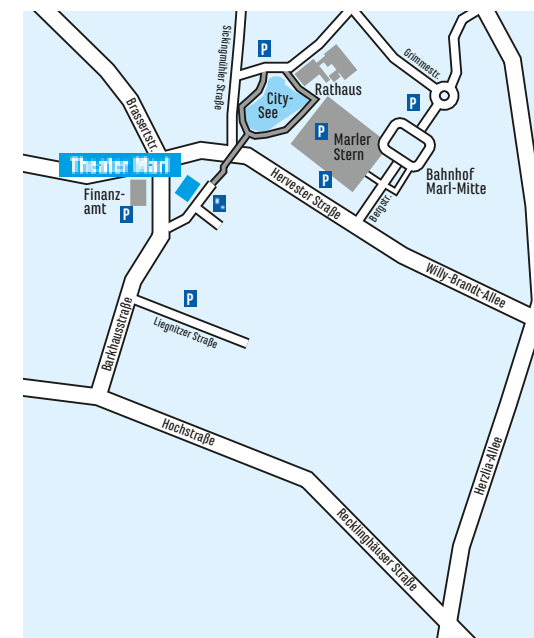 Sickingmühler Straße
P
Grimmestr.
Rathaus
City-
See
P
Brassertstr.
P
Marler
Stern
Theater Marl
Bahnhof
Marl-Mitte
P
Hervester Straße
Bergstr.
Finanz-
amt
P
Willy-Brandt-Allee
P
Liegnitzer Straße
Barkhausstraße
Hochstraße
Herzlia-Allee
Recklinghäuser Straße